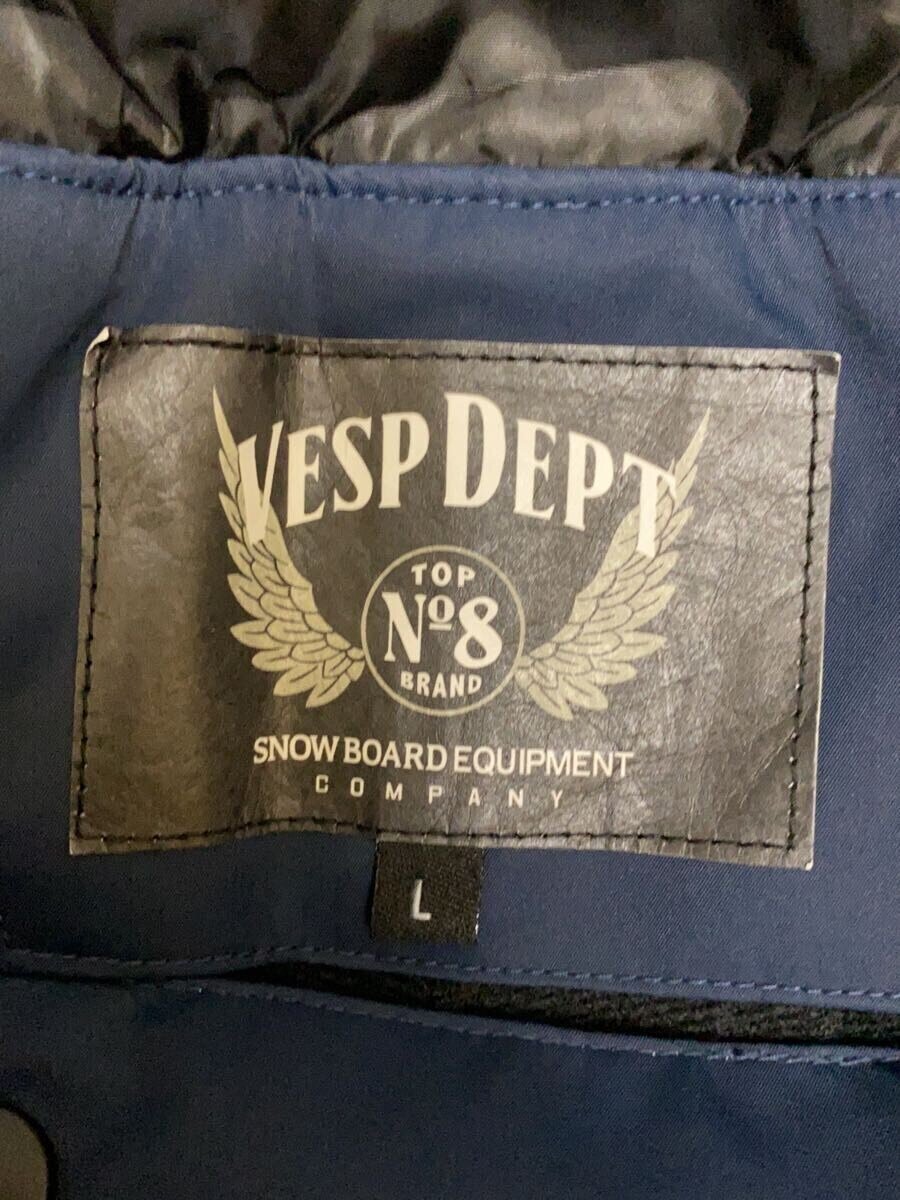 VESP DEPT
TOP
Nº8
BRAND
SNOW BOARD EQUIPMENT
COMPANY
L